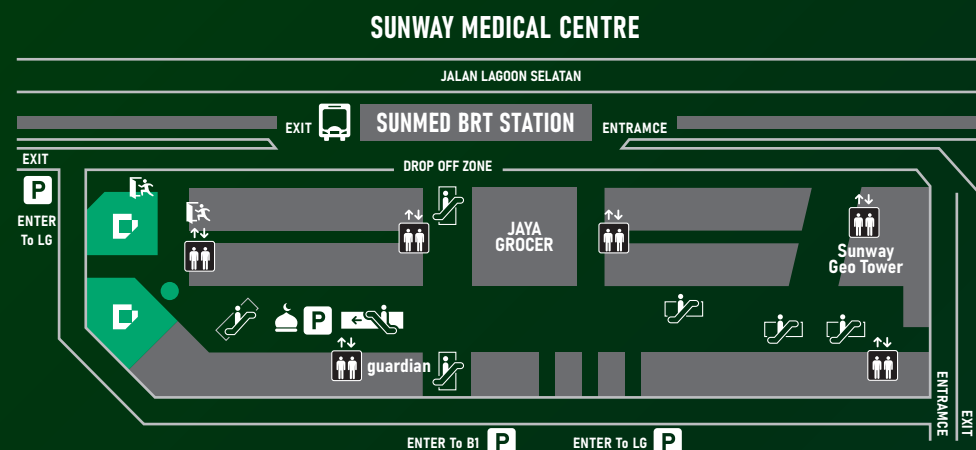 SUNWAY MEDICAL CENTRE
JALAN LAGOON SELATAN
EXIT
SUNMED BRT STATION
ENTRAMCE
EXIT
P
ENTER
To LG
DROP OFF ZONE
JAYA
GROCER
Sunway
Geo Tower
P
guardian
ENTRAMCE
EXIT
ENTER To B1 P
ENTER To LG P